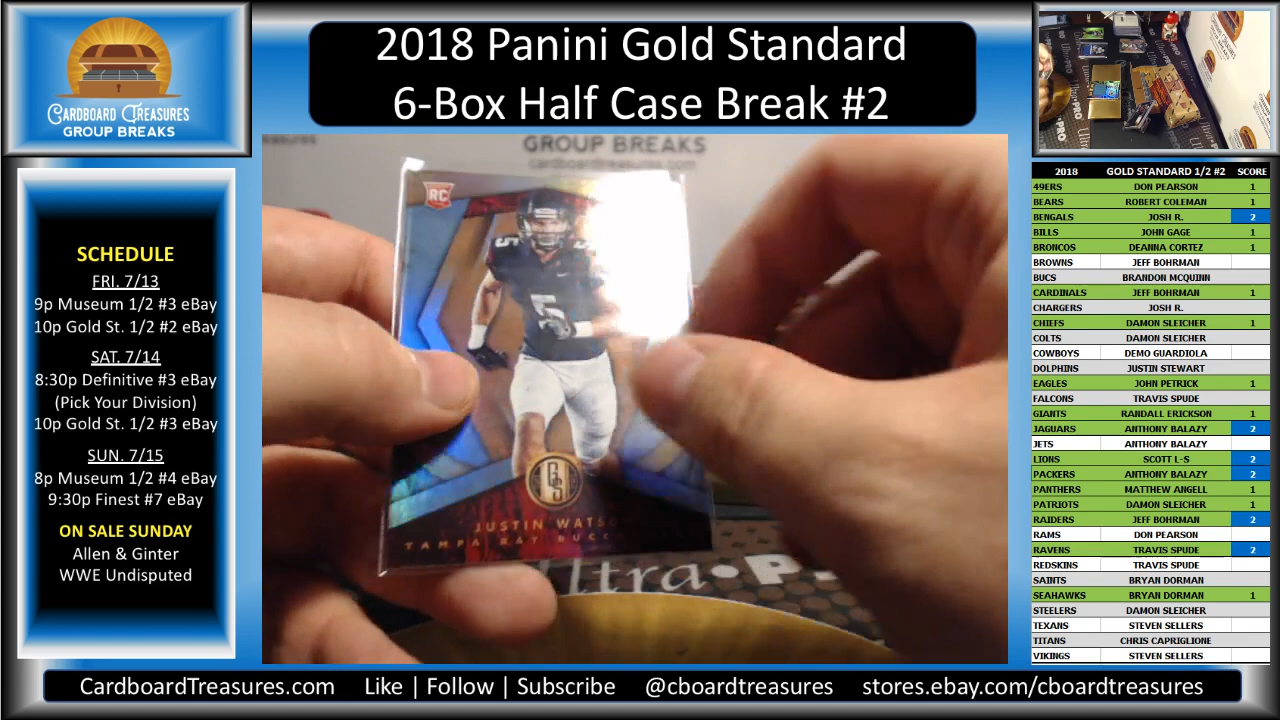 CARDBOARD TREASURES
GROUP BREAKS
2018 Panini Gold Standard
6-Box Half Case Break #2
SCHEDULE
FRI. 7/13
9p Museum 1/2 #3 eBay
10p Gold St. 1/2 #2 eBay
SAT. 7/14
8:30p Definitive #3 eBay
(Pick Your Division)
10p Gold St. 1/2 #3 eBay
SUN. 7/15
8p Museum 1/2 #4 eBay
9:30p Finest #7 eBay
ON SALE SUNDAY
Allen & Ginter
WWE Undisputed
GROUP BREAKS
cardboardtreasures.com
RC
5
5
GS
JUSTIN WATSON
TAMPA BAY
Ultra•P
2018 GOLD STANDARD 1/2 #2 SCORE
49ERS DON PEARSON 1
BEARS ROBERT COLEMAN 1
BENGALS JOSH R. 2
BILLS JOHN GAGE 1
BRONCOS DEANNA CORTEZ 1
BROWNS JEFF BOHRMAN
BUCS BRANDON MCQUINN
CARDINALS JEFF BOHRMAN 1
CHARGERS JOSH R.
CHIEFS DAMON SLEICHER 1
COLTS DAMON SLEICHER
COWBOYS DEMO GUARDIOLA
DOLPHINS JUSTIN STEWART
EAGLES JOHN PETRICK 1
FALCONS TRAVIS SPUDE
GIANTS RANDALL ERICKSON 1
JAGUARS ANTHONY BALAZY 2
JETS ANTHONY BALAZY
LIONS SCOTT L-S 2
PACKERS ANTHONY BALAZY 2
PANTHERS MATTHEW ANGELL 1
PATRIOTS DAMON SLEICHER 1
RAIDERS JEFF BOHRMAN 2
RAMS DON PEARSON
RAVENS TRAVIS SPUDE 2
REDSKINS TRAVIS SPUDE
SAINTS BRYAN DORMAN
SEAHAWKS BRYAN DORMAN 1
STEELERS DAMON SLEICHER
TEXANS STEVEN SELLERS
TITANS CHRIS CAPRIGLIONE
VIKINGS STEVEN SELLERS
CardboardTreasures.com Like | Follow | Subscribe @cboardtreasures stores.ebay.com/cboardtreasures